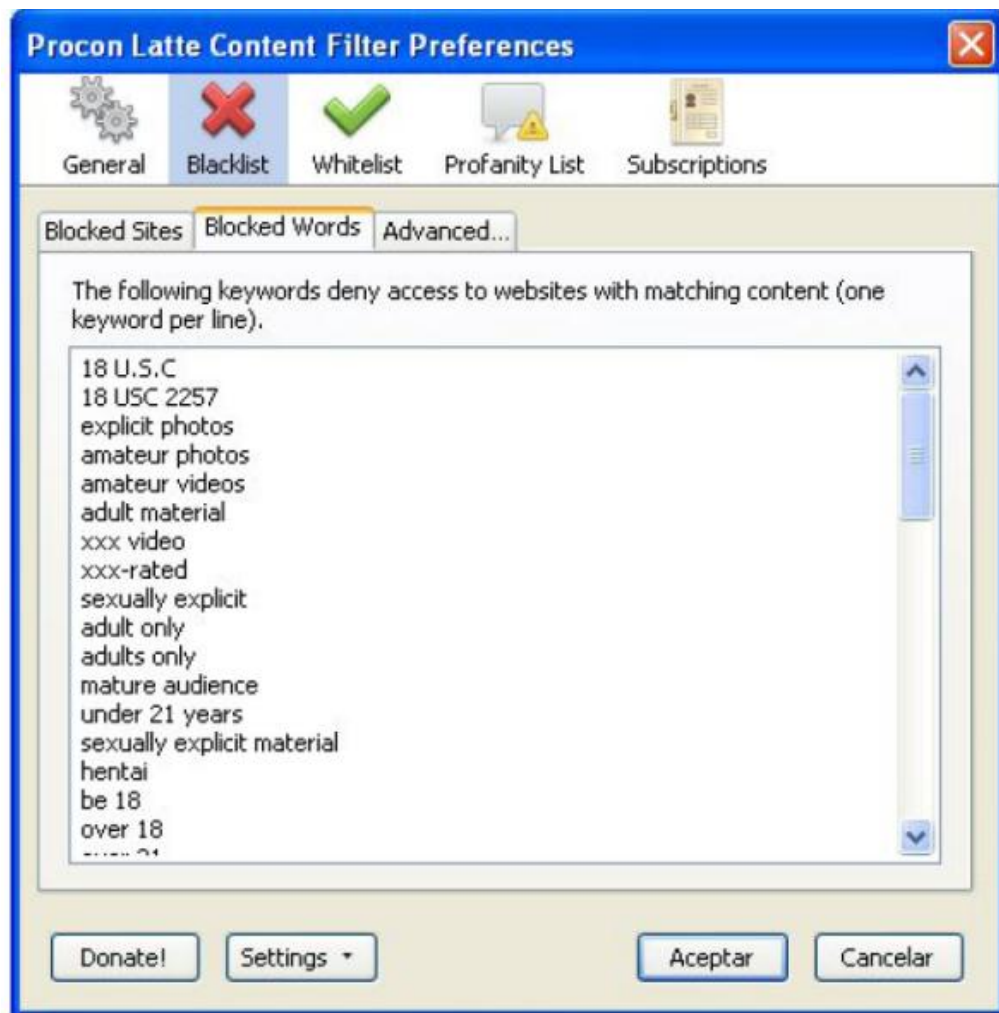 Procon Latte Content Filter Preferences
General Blacklist Whitelist Profanity List Subscriptions
Blocked Sites Blocked Words Advanced...
The following keywords deny access to websites with matching content (one
keyword per line).
18 U.S.C
18 USC 2257
explicit photos
amateur photos
amateur videos
adult material
xxx video
xxx-rated
sexually explicit
adult only
adults only
mature audience
under 21 years
sexually explicit material
hentai
be 18
over 18
over 21
Donate! Settings Aceptar Cancelar